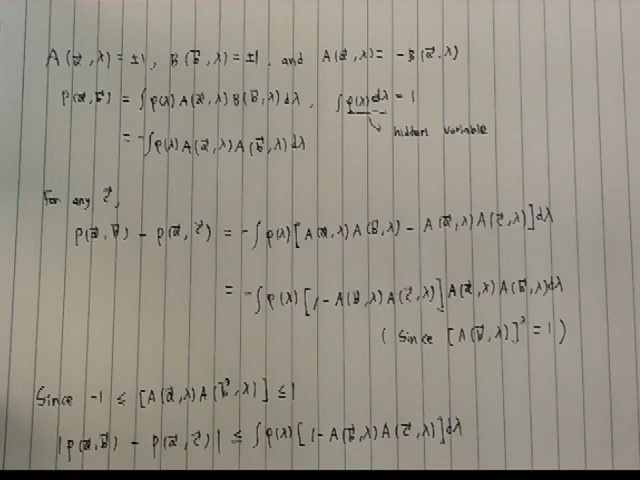 A(a⃗, λ) = ±1, B(b⃗, λ) = ±1, and A(a⃗, λ) = -B(a⃗, λ)
P(a⃗, b⃗) = ∫ρ(λ) A(a⃗, λ) B(b⃗, λ) dλ, ∫ρ(λ) dλ = 1
hidden variable
= -∫ρ(λ) A(a⃗, λ) A(b⃗, λ) dλ
For any c⃗,
P(a⃗, b⃗) - P(a⃗, c⃗) = -∫ρ(λ) [A(a⃗, λ) A(b⃗, λ) - A(a⃗, λ) A(c⃗, λ)] dλ
= -∫ρ(λ) [1 - A(b⃗, λ) A(c⃗, λ)] A(a⃗, λ) A(b⃗, λ) dλ
(Since [A(b⃗, λ)]² = 1)
Since -1 ≤ [A(a⃗, λ) A(b⃗, λ)] ≤ 1
|P(a⃗, b⃗) - P(a⃗, c⃗)| ≤ ∫ρ(λ) [1 - A(b⃗, λ) A(c⃗, λ)] dλ